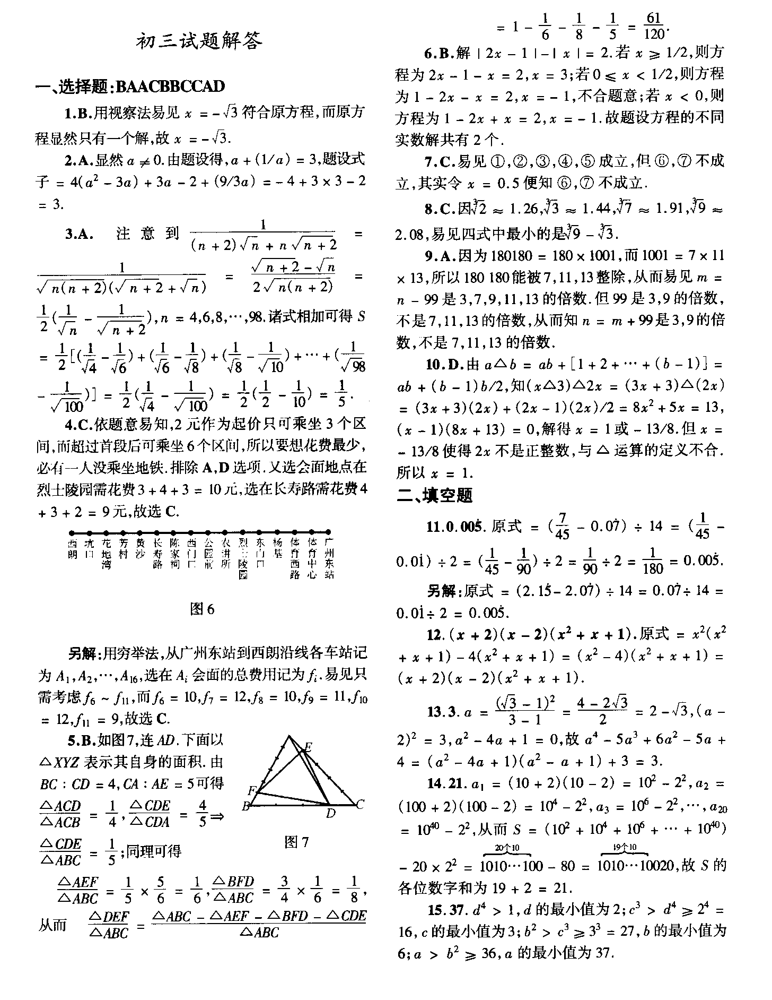 初三试题解答
一、选择题:BAACBBCCAD
1.B.用视察法易见 x = -√3 符合原方程,而原方
程显然只有一个解,故 x = -√3.
2.A.显然 a ≠ 0.由题设得,a + (1/a) = 3,题设式
子 = 4(a² - 3a) + 3a - 2 + (9/3a) = - 4 + 3 × 3 - 2
= 3.
3.A. 注意到 1/((n + 2)√n + n√(n + 2)) =
1/(√(n(n + 2))(√(n + 2) + √n)) = (√(n + 2) - √n)/(2√(n(n + 2))) =
1/2(1/√n - 1/√(n + 2)),n = 4,6,8,…,98.诸式相加可得 S
= 1/2[(1/√4 - 1/√6) + (1/√6 - 1/√8) + (1/√8 - 1/√10) + … + (1/√98
- 1/√100)] = 1/2(1/√4 - 1/√100) = 1/2(1/2 - 1/10) = 1/5.
4.C.依题意易知,2 元作为起价只可乘坐 3 个区
间,而超过首段后可乘坐 6 个区间,所以要想花费最少,
必有一人没乘坐地铁.排除 A,D 选项.又选会面地点在
烈士陵园需花费 3 + 4 + 3 = 10 元,选在长寿路需花费 4
+ 3 + 2 = 9 元,故选 C.
西朗 坑口 花地湾 芳村 黄沙 长寿路 陈家祠 西门口 公园前 农讲所 烈士陵园 东山口 杨基 体育西路 体育中心 广州东站
图 6
另解:用穷举法,从广州东站到西朗沿线各车站记
为 A₁,A₂,…,A₁₆,选在 Aᵢ 会面的总费用记为 fᵢ.易见只
需考虑 f₆ ~ f₁₁,而 f₆ = 10,f₇ = 12,f₈ = 10,f₉ = 11,f₁₀
= 12,f₁₁ = 9,故选 C.
5.B.如图7,连 AD.下面以
△XYZ 表示其自身的面积.由
BC : CD = 4,CA : AE = 5可得
△ACD/△ACB = 1/4,△CDE/△CDA = 4/5⇒
△CDE/△ABC = 1/5;同理可得
E
F
B
D
C
图 7
△AEF/△ABC = 1/5 × 5/6 = 1/6,△BFD/△ABC = 3/4 × 1/6 = 1/8,
从而 △DEF/△ABC = (△ABC - △AEF - △BFD - △CDE)/△ABC
= 1 - 1/6 - 1/8 - 1/5 = 61/120.
6.B.解 | 2x - 1 | - | x | = 2.若 x ⩾ 1/2,则方
程为 2x - 1 - x = 2,x = 3;若 0 ⩽ x < 1/2,则方程
为 1 - 2x - x = 2,x = - 1,不合题意;若 x < 0,则
方程为 1 - 2x + x = 2,x = - 1.故题设方程的不同
实数解共有 2 个.
7.C.易见 ①,②,③,④,⑤ 成立,但 ⑥,⑦ 不成
立,其实令 x = 0.5 便知 ⑥,⑦ 不成立.
8.C.因∛2 ≈ 1.26,∛3 ≈ 1.44,∛7 ≈ 1.91,∛9 ≈
2.08,易见四式中最小的是∛9 - ∛3.
9.A.因为 180180 = 180 × 1001,而 1001 = 7 × 11
× 13,所以 180 180能被7,11,13整除,从而易见 m =
n - 99 是 3,7,9,11,13 的倍数.但 99 是 3,9 的倍数,
不是7,11,13的倍数,从而知 n = m + 99是3,9的倍
数,不是 7,11,13 的倍数.
10.D.由 a△b = ab + [1 + 2 + … + (b - 1)] =
ab + (b - 1)b/2,知(x△3)△2x = (3x + 3)△(2x)
= (3x + 3)(2x) + (2x - 1)(2x)/2 = 8x² + 5x = 13,
(x - 1)(8x + 13) = 0,解得 x = 1 或 - 13/8.但 x =
- 13/8 使得 2x 不是正整数,与 △ 运算的定义不合.
所以 x = 1.
二、填空题
11.0.005̇. 原式 = (7/45 - 0.07̇) ÷ 14 = (1/45 -
0.01̇) ÷ 2 = (1/45 - 1/90) ÷ 2 = 1/90 ÷ 2 = 1/180 = 0.005̇.
另解:原式 = (2.15̇ - 2.07̇) ÷ 14 = 0.07̇ ÷ 14 =
0.01̇ ÷ 2 = 0.005̇.
12.(x + 2)(x - 2)(x² + x + 1).原式 = x²(x²
+ x + 1) - 4(x² + x + 1) = (x² - 4)(x² + x + 1) =
(x + 2)(x - 2)(x² + x + 1).
13.3. a = (√3 - 1)²/(3 - 1) = (4 - 2√3)/2 = 2 - √3,(a -
2)² = 3,a² - 4a + 1 = 0,故 a⁴ - 5a³ + 6a² - 5a +
4 = (a² - 4a + 1)(a² - a + 1) + 3 = 3.
14.21. a₁ = (10 + 2)(10 - 2) = 10² - 2²,a₂ =
(100 + 2)(100 - 2) = 10⁴ - 2²,a₃ = 10⁶ - 2²,…,a₂₀
= 10⁴⁰ - 2²,从而 S = (10² + 10⁴ + 10⁶ + … + 10⁴⁰)
20个10 19个10
- 20 × 2² = 1010…100 - 80 = 1010…10020,故 S 的
各位数字和为 19 + 2 = 21.
15.37. d⁴ > 1,d 的最小值为2;c³ > d⁴ ⩾ 2⁴ =
16,c 的最小值为3;b² > c³ ⩾ 3³ = 27,b 的最小值为
6;a > b² ⩾ 36,a 的最小值为 37.